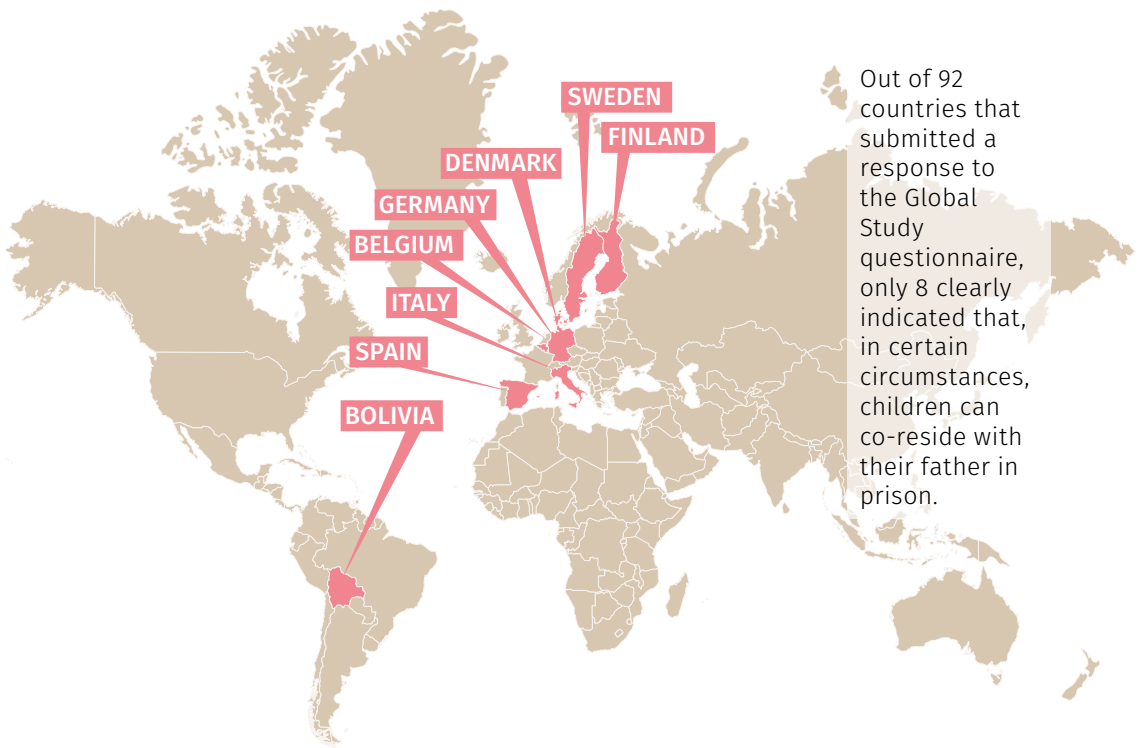 SWEDEN
FINLAND
DENMARK
GERMANY
BELGIUM
ITALY
SPAIN
BOLIVIA
Out of 92
countries that
submitted a
response to
the Global
Study
questionnaire,
only 8 clearly
indicated that,
in certain
circumstances,
children can
co-reside with
their father in
prison.